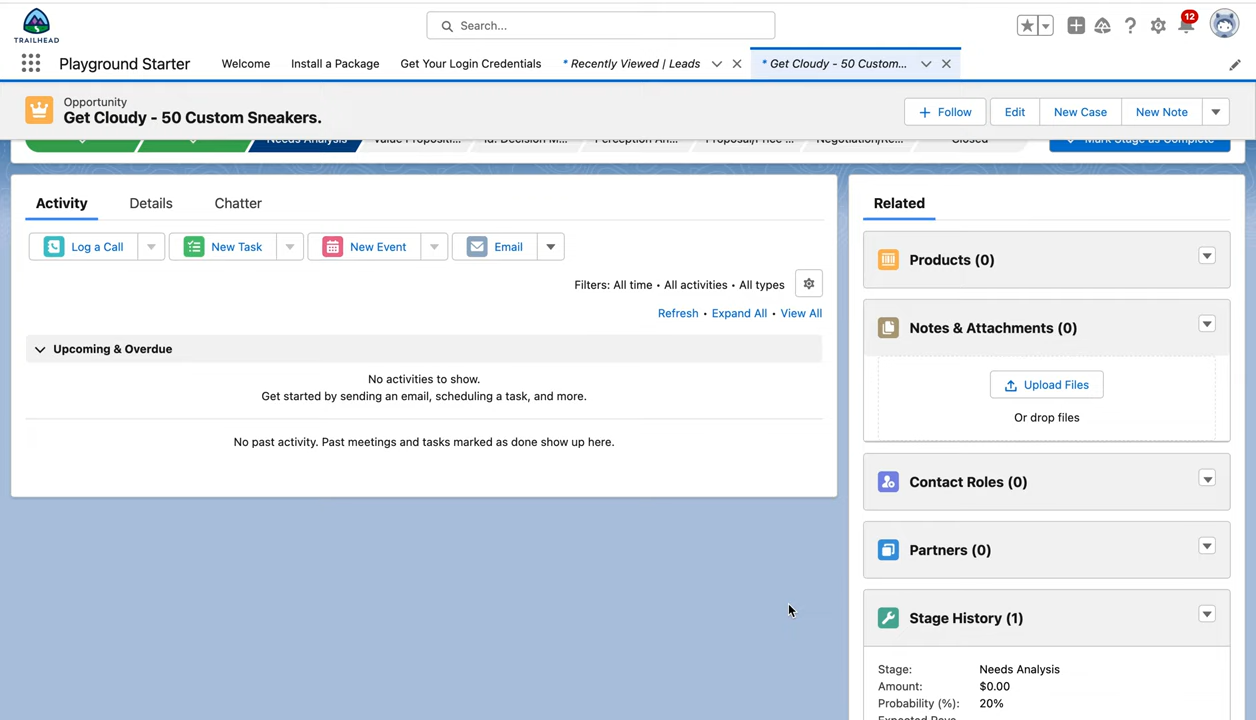 TRAILHEAD
Search...
12
Playground Starter
Welcome
Install a Package
Get Your Login Credentials
* Recently Viewed | Leads
* Get Cloudy - 50 Custom...
Opportunity
Get Cloudy - 50 Custom Sneakers.
+ Follow
Edit
New Case
New Note
Needs Analysis
Value Propositi...
Id. Decision M...
Perception An...
Proposal/Price ...
Negotiation/Re...
Closed
Mark Stage as Complete
Activity
Details
Chatter
Log a Call
New Task
New Event
Email
Filters: All time • All activities • All types
Refresh • Expand All • View All
Upcoming & Overdue
No activities to show.
Get started by sending an email, scheduling a task, and more.
No past activity. Past meetings and tasks marked as done show up here.
Related
Products (0)
Notes & Attachments (0)
Upload Files
Or drop files
Contact Roles (0)
Partners (0)
Stage History (1)
Stage: Needs Analysis
Amount: $0.00
Probability (%): 20%